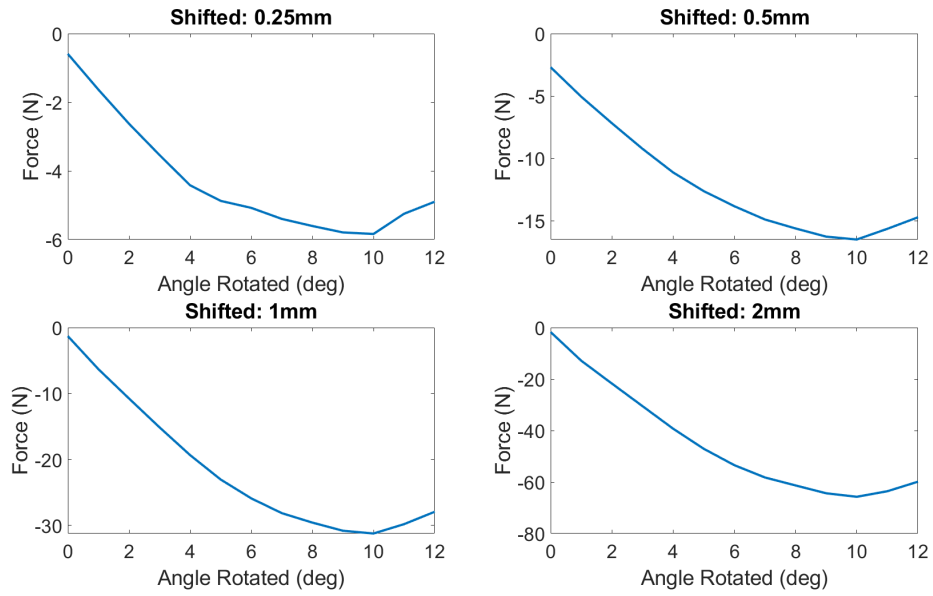 Shifted: 0.25mm
Force (N)
0
-2
-4
-6
0 2 4 6 8 10 12
Angle Rotated (deg)
Shifted: 0.5mm
Force (N)
0
-5
-10
-15
0 2 4 6 8 10 12
Angle Rotated (deg)
Shifted: 1mm
Force (N)
0
-10
-20
-30
0 2 4 6 8 10 12
Angle Rotated (deg)
Shifted: 2mm
Force (N)
0
-20
-40
-60
-80
0 2 4 6 8 10 12
Angle Rotated (deg)